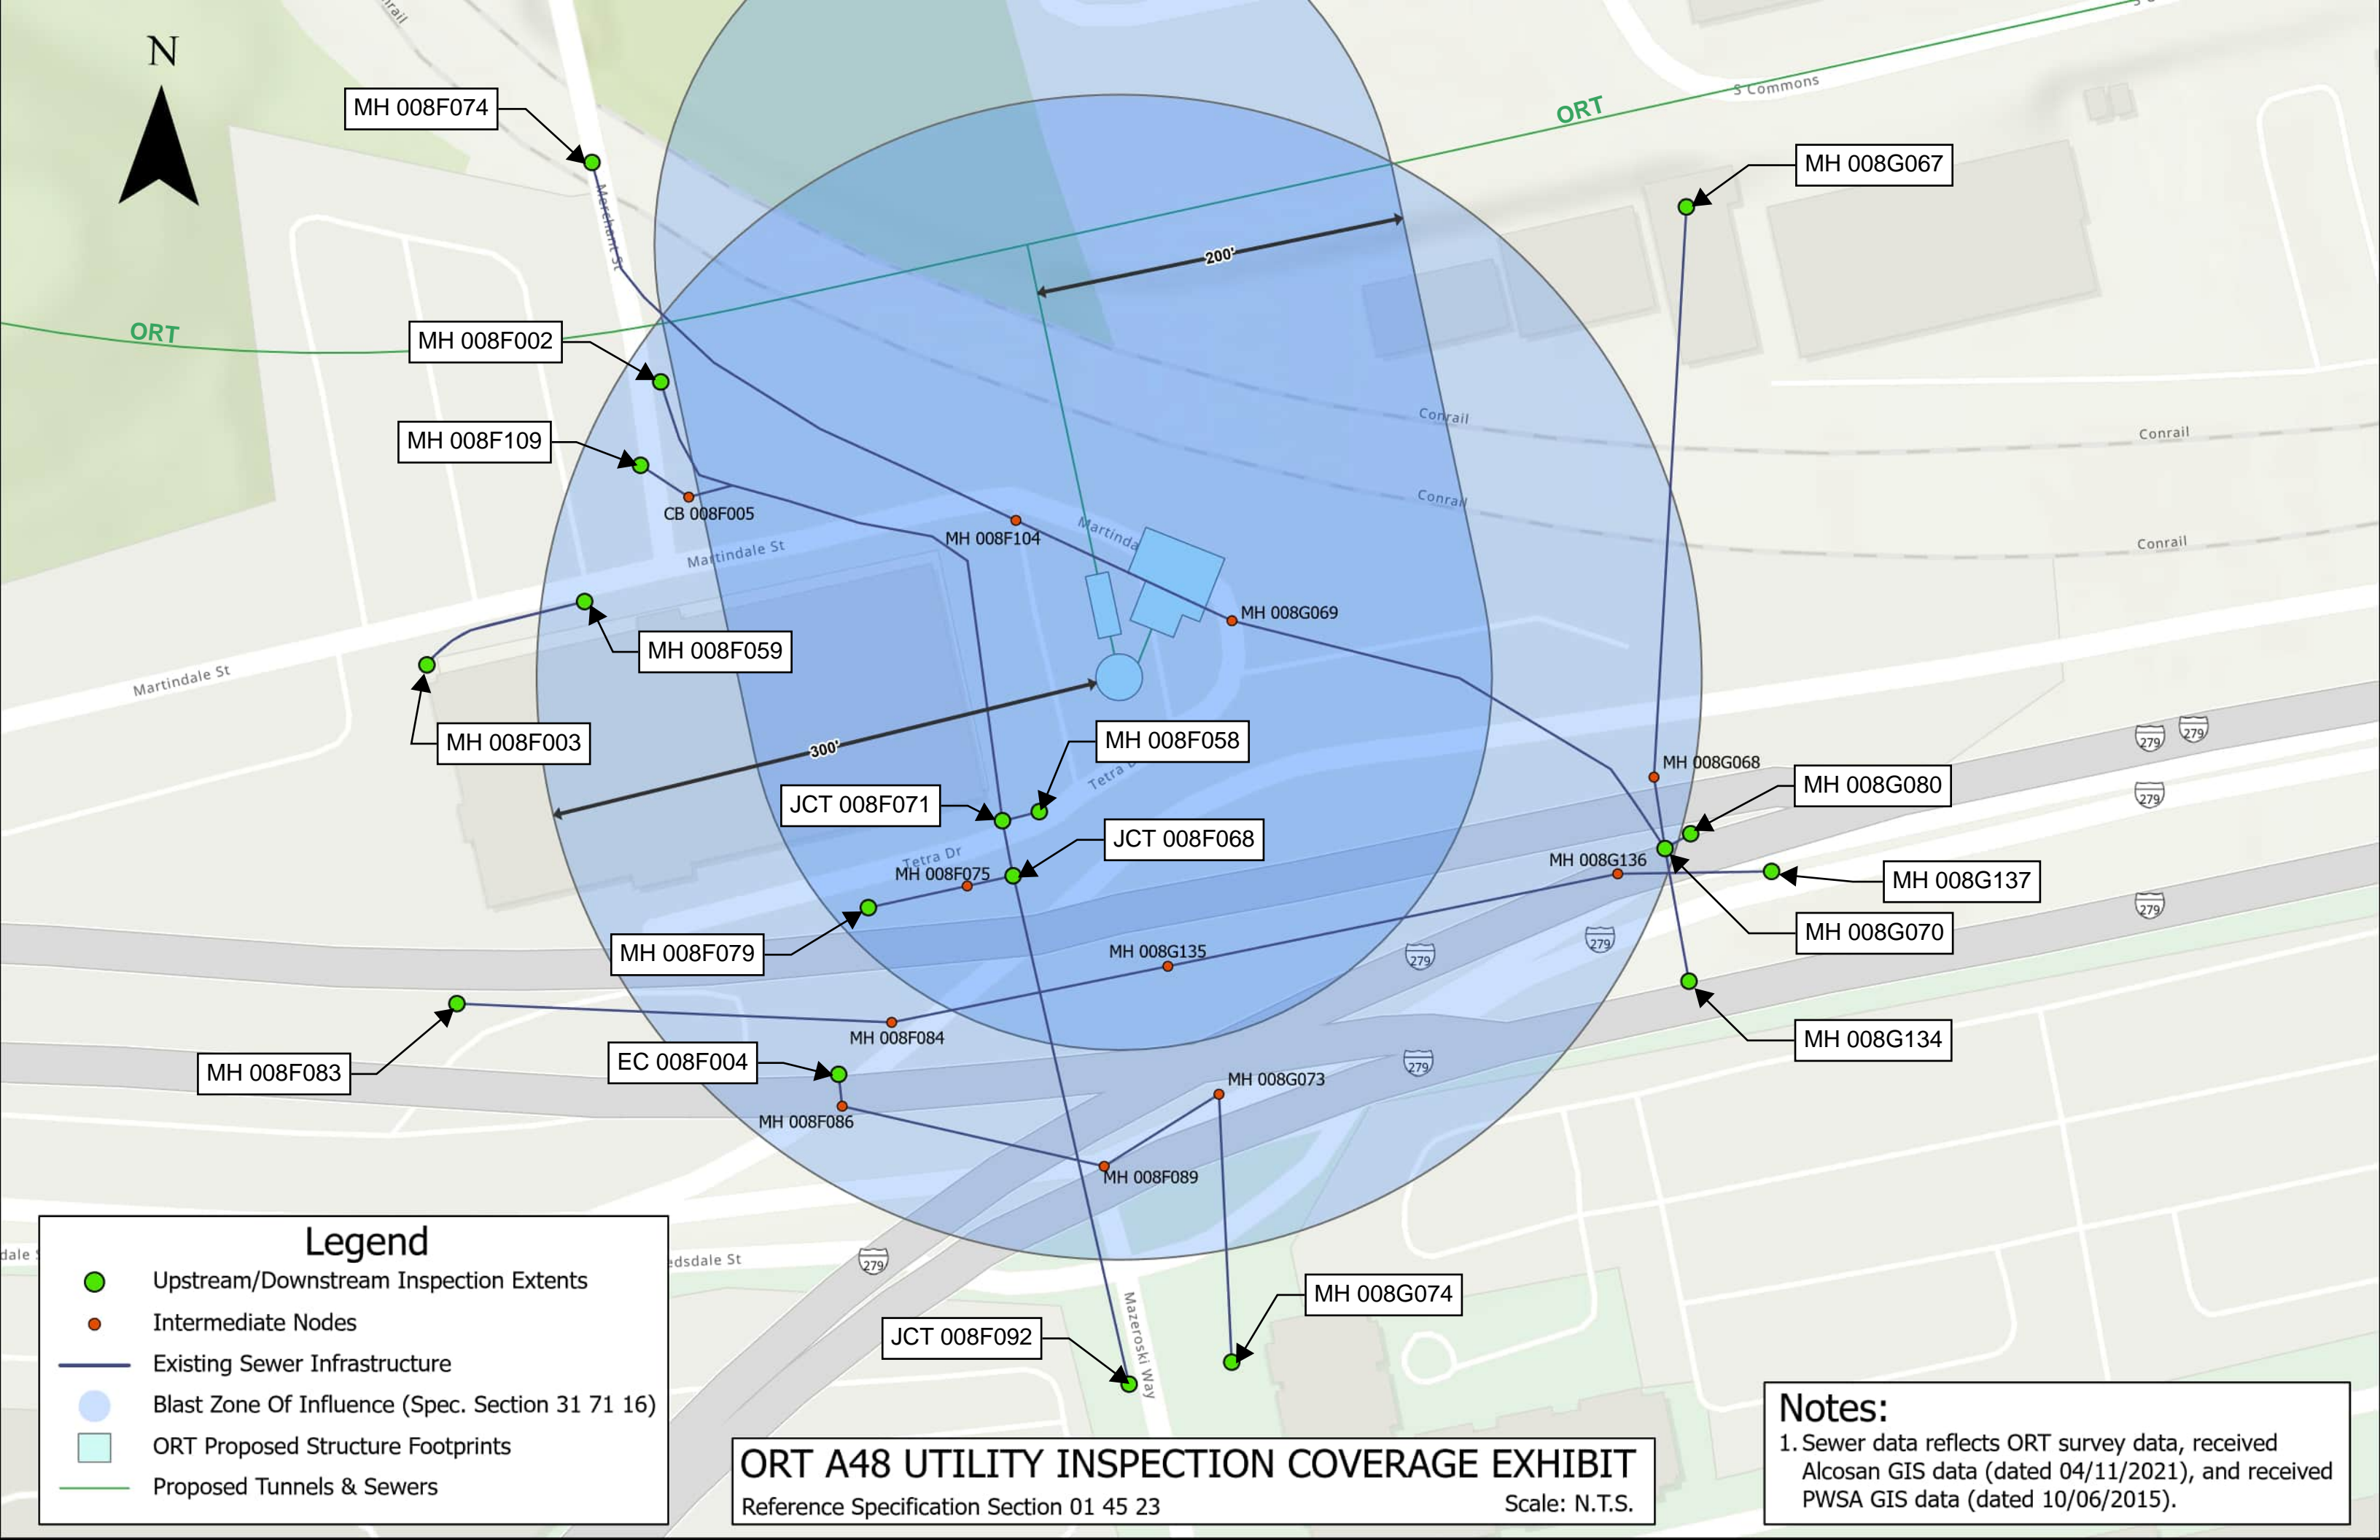 N
MH 008F074
Merchant St
S Commons
ORT
MH 008G067
200'
ORT
MH 008F002
MH 008F109
Conrail
Conrail
Conrail
Conrail
CB 008F005
MH 008F104
Martindale St
MH 008G069
MH 008F059
Martindale St
MH 008F003
300'
MH 008F058
JCT 008F071
JCT 008F068
MH 008G068
279
279
279
MH 008G080
MH 008G136
MH 008G137
Tetra Dr
MH 008F075
MH 008F079
MH 008G135
279
279
279
MH 008G070
MH 008F083
MH 008F084
MH 008G134
EC 008F004
MH 008F086
MH 008G073
279
MH 008F089
279
MH 008G074
JCT 008F092
Mazeroski Way
Legend
Upstream/Downstream Inspection Extents
Intermediate Nodes
Existing Sewer Infrastructure
Blast Zone Of Influence (Spec. Section 31 71 16)
ORT Proposed Structure Footprints
Proposed Tunnels & Sewers
ORT A48 UTILITY INSPECTION COVERAGE EXHIBIT
Reference Specification Section 01 45 23
Scale: N.T.S.
Notes:
1. Sewer data reflects ORT survey data, received
Alcosan GIS data (dated 04/11/2021), and received
PWSA GIS data (dated 10/06/2015).